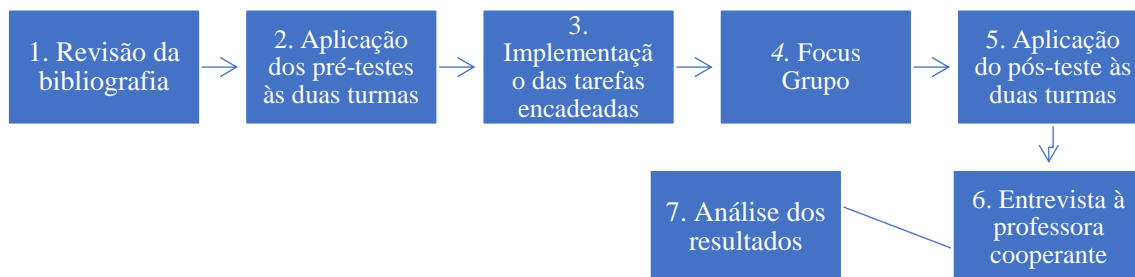 1. Revisão da
bibliografia
2. Aplicação
dos pré-testes
às duas turmas
3.
Implementaçã
o das tarefas
encadeadas
4. Focus
Grupo
5. Aplicação
do pós-teste às
duas turmas
6. Entrevista à
professora
cooperante
7. Análise dos
resultados